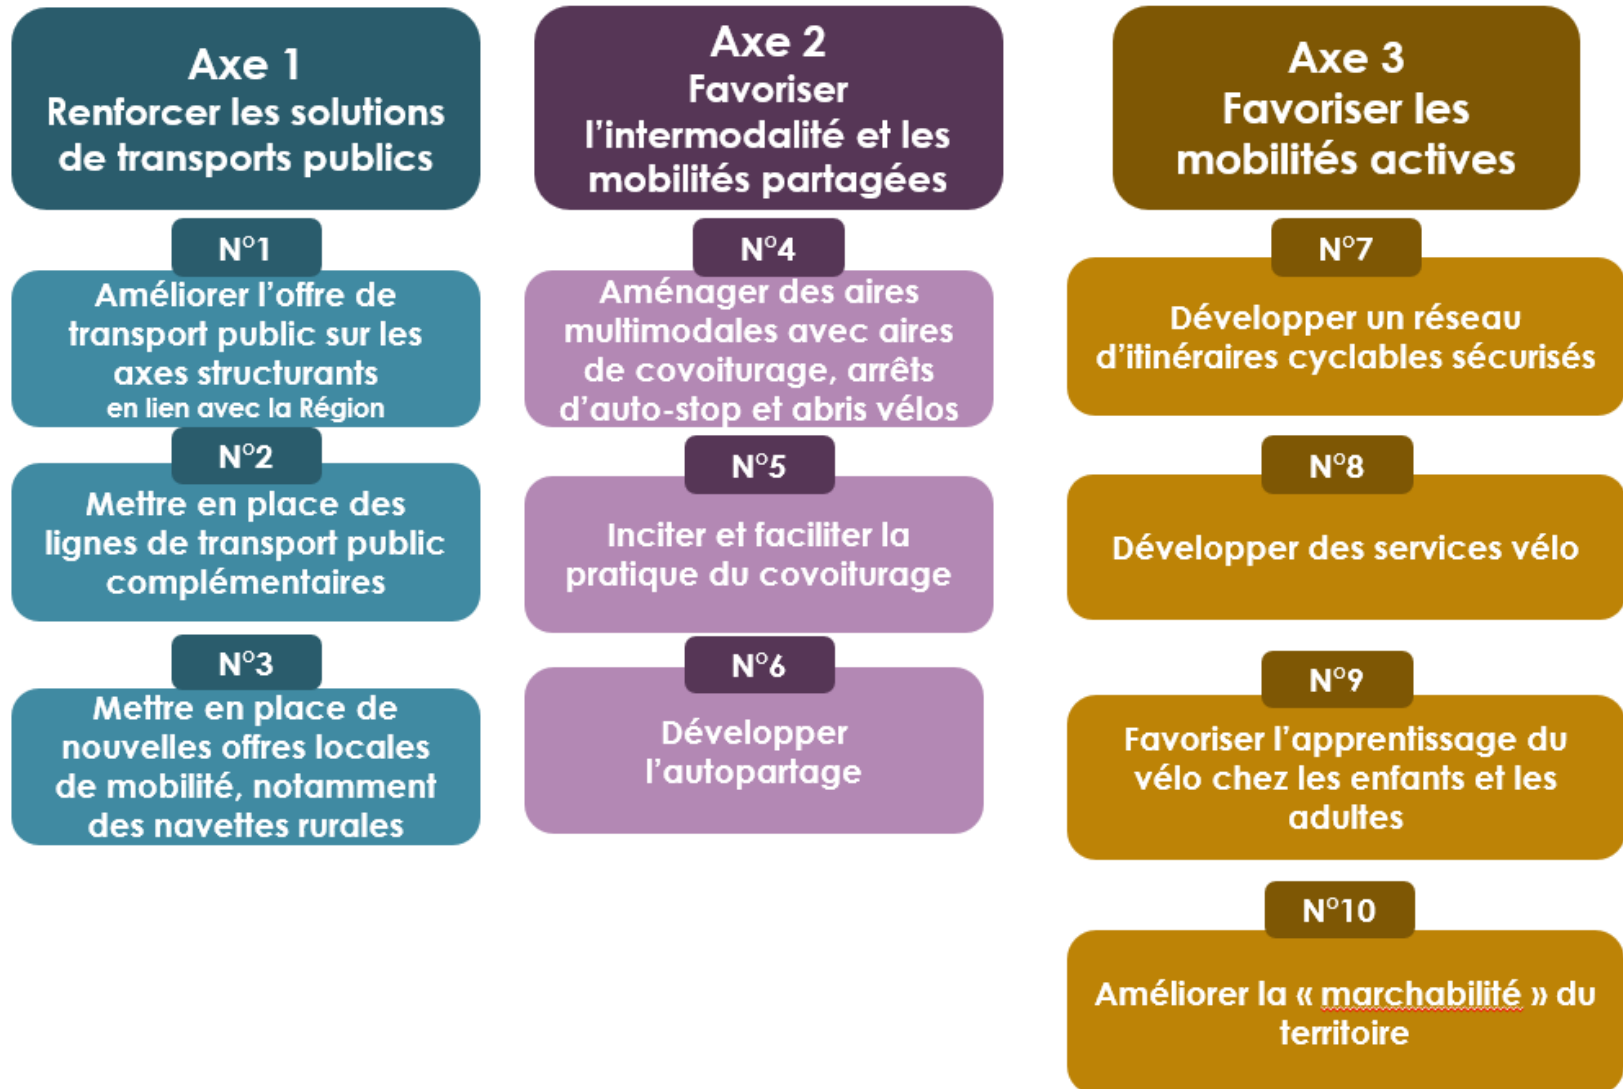 Axe 1
Renforcer les solutions
de transports publics
N°1
Améliorer l'offre de
transport public sur les
axes structurants
en lien avec la Région
N°2
Mettre en place des
lignes de transport public
complémentaires
N°3
Mettre en place de
nouvelles offres locales
de mobilité, notamment
des navettes rurales
Axe 2
Favoriser
l'intermodalité et les
mobilités partagées
N°4
Aménager des aires
multimodales avec aires
de covoiturage, arrêts
d'auto-stop et abris vélos
N°5
Inciter et faciliter la
pratique du covoiturage
N°6
Développer
l'autopartage
Axe 3
Favoriser les
mobilités actives
N°7
Développer un réseau
d'itinéraires cyclables sécurisés
N°8
Développer des services vélo
N°9
Favoriser l'apprentissage du
vélo chez les enfants et les
adultes
N°10
Améliorer la « marchabilité » du
territoire